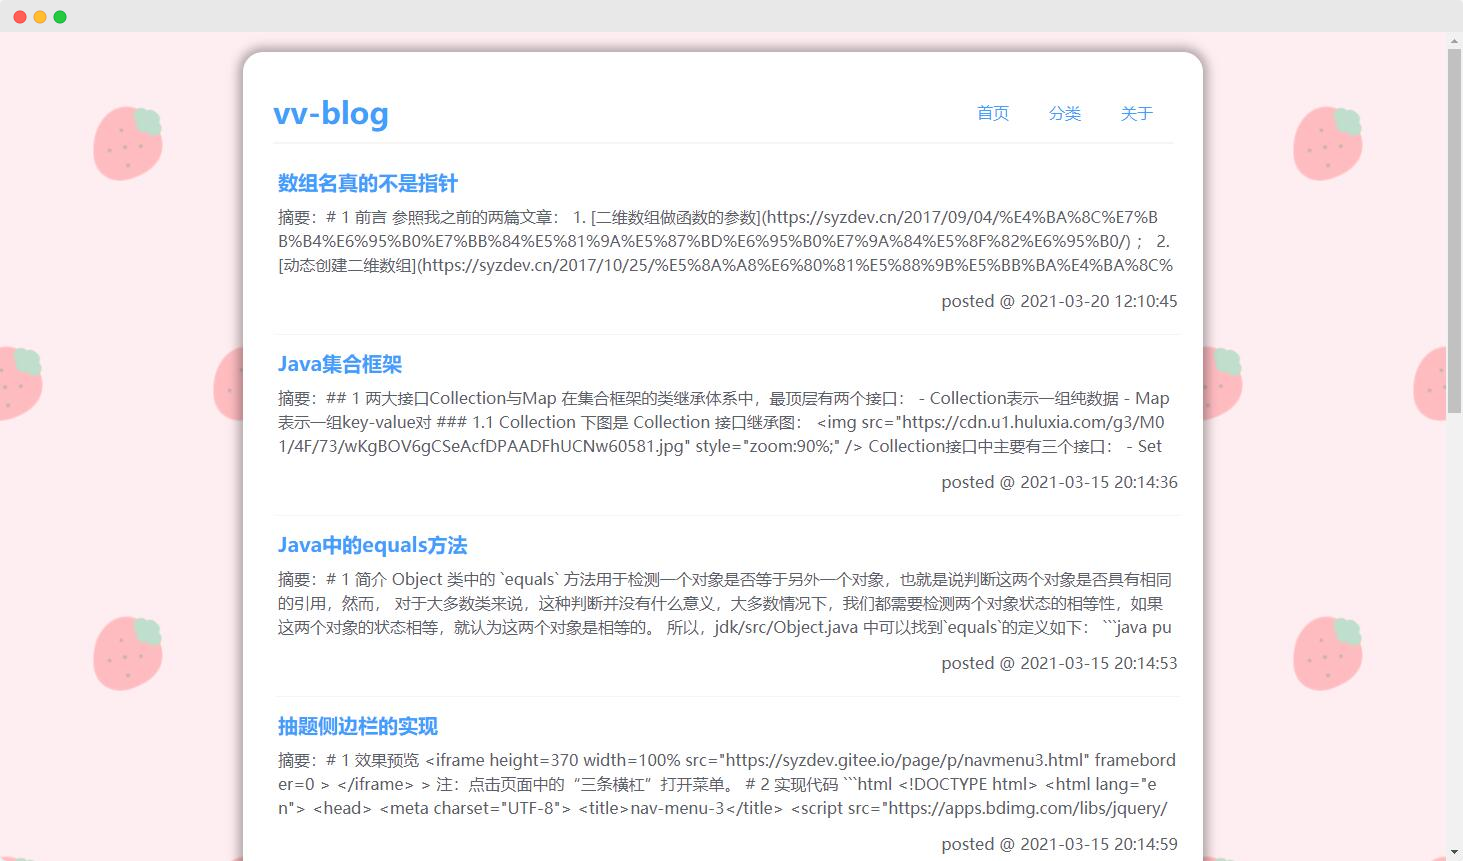 vv-blog
首页 分类 关于
数组名真的不是指针
摘要：# 1 前言 参照我之前的两篇文章： 1. [二维数组做函数的参数](https://syzdev.cn/2017/09/04/%E4%BA%8C%E7%B
B%B4%E6%95%B0%E7%BB%84%E5%81%9A%E5%87%BD%E6%95%B0%E7%9A%84%E5%8F%82%E6%95%B0/) ； 2.
[动态创建二维数组](https://syzdev.cn/2017/10/25/%E5%8A%A8%E6%80%81%E5%88%9B%E5%BB%BA%E4%BA%8C%
posted @ 2021-03-20 12:10:45
Java集合框架
摘要：## 1 两大接口Collection与Map 在集合框架的类继承体系中，最顶层有两个接口： - Collection表示一组纯数据 - Map
表示一组key-value对 ### 1.1 Collection 下图是 Collection 接口继承图： <img src="https://cdn.u1.huluxia.com/g3/M0
1/4F/73/wKgBOV6gCSeAcfDPAADFhUCNw60581.jpg" style="zoom:90%;" /> Collection接口中主要有三个接口： - Set
posted @ 2021-03-15 20:14:36
Java中的equals方法
摘要：# 1 简介 Object 类中的 `equals` 方法用于检测一个对象是否等于另外一个对象，也就是说判断这两个对象是否具有相同
的引用，然而， 对于大多数类来说，这种判断并没有什么意义，大多数情况下，我们都需要检测两个对象状态的相等性，如果
这两个对象的状态相等，就认为这两个对象是相等的。 所以，jdk/src/Object.java 中可以找到`equals`的定义如下： ```java pu
posted @ 2021-03-15 20:14:53
抽题侧边栏的实现
摘要：# 1 效果预览 <iframe height=370 width=100% src="https://syzdev.gitee.io/page/p/navmenu3.html" framebord
er=0 > </iframe> > 注：点击页面中的“三条横杠”打开菜单。 # 2 实现代码 ```html <!DOCTYPE html> <html lang="e
n"> <head> <meta charset="UTF-8"> <title>nav-menu-3</title> <script src="https://apps.bdimg.com/libs/jquery/
posted @ 2021-03-15 20:14:59